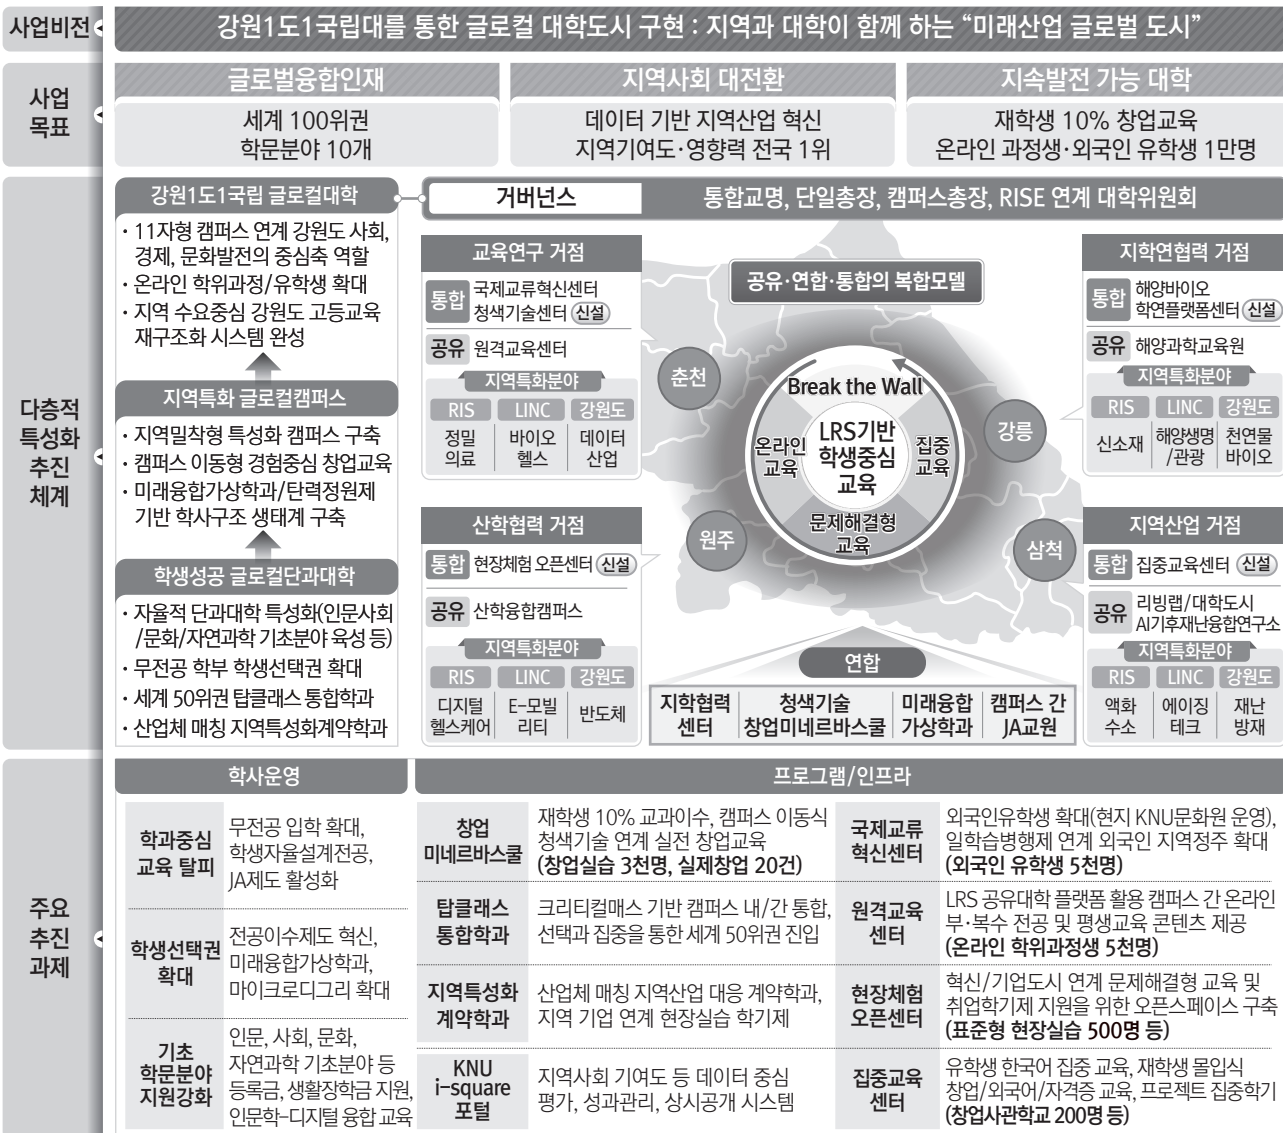 사업비전
강원1도1국립대를 통한 글로컬 대학도시 구현 : 지역과 대학이 함께 하는 “미래산업 글로벌 도시”
사업
목표
글로벌융합인재
세계 100위권
학문분야 10개
지역사회 대전환
데이터 기반 지역산업 혁신
지역기여도·영향력 전국 1위
지속발전 가능 대학
재학생 10% 창업교육
온라인 과정생·외국인 유학생 1만명
다층적
특성화
추진
체계
강원1도1국립 글로컬대학
· 11자형 캠퍼스 연계 강원도 사회,
경제, 문화발전의 중심축 역할
· 온라인 학위과정/유학생 확대
· 지역 수요중심 강원도 고등교육
재구조화 시스템 완성
지역특화 글로컬캠퍼스
· 지역밀착형 특성화 캠퍼스 구축
· 캠퍼스 이동형 경험중심 창업교육
· 미래융합가상학과/탄력정원제
기반 학사구조 생태계 구축
학생성공 글로컬단과대학
· 자율적 단과대학 특성화(인문사회
/문화/자연과학 기초분야 육성 등)
· 무전공 학부 학생선택권 확대
· 세계 50위권 탑클래스 통합학과
· 산업체 매칭 지역특성화계약학과
거버넌스
통합교명, 단일총장, 캠퍼스총장, RISE 연계 대학위원회
교육연구 거점
통합 국제교류혁신센터
청색기술센터 신설
공유 원격교육센터
지역특화분야
RIS LINC 강원도
정밀 바이오 데이터
의료 헬스 산업
산학협력 거점
통합 현장체험 오픈센터 신설
공유 산학융합캠퍼스
지역특화분야
RIS LINC 강원도
디지털 E-모빌 반도체
헬스케어 리티
공유·연합·통합의 복합모델
춘천
강릉
원주
삼척
Break the Wall
온라인
교육
LRS기반
학생중심
교육
집중
교육
문제해결형
교육
연합
지학협력
센터
청색기술
창업미네르바스쿨
미래융합
가상학과
캠퍼스 간
JA교원
지학연협력 거점
통합 해양바이오
학연플랫폼센터 신설
공유 해양과학교육원
지역특화분야
RIS LINC 강원도
신소재 해양생명 천연물
/관광 바이오
지역산업 거점
통합 집중교육센터 신설
공유 리빙랩/대학도시
AI기후재난융합연구소
지역특화분야
RIS LINC 강원도
액화 에이징 재난
수소 테크 방재
주요
추진
과제
학사운영
학과중심
교육 탈피
무전공 입학 확대,
학생자율설계전공,
JA제도 활성화
학생선택권
확대
전공이수제도 혁신,
미래융합가상학과,
마이크로디그리 확대
기초
학문분야
지원강화
인문, 사회, 문화,
자연과학 기초분야 등
등록금, 생활장학금 지원,
인문학-디지털 융합 교육
프로그램/인프라
창업
미네르바스쿨
재학생 10% 교과이수, 캠퍼스 이동식
청색기술 연계 실전 창업교육
(창업실습 3천명, 실제창업 20건)
탑클래스
통합학과
크리티컬매스 기반 캠퍼스 내/간 통합,
선택과 집중을 통한 세계 50위권 진입
지역특성화
계약학과
산업체 매칭 지역산업 대응 계약학과,
지역 기업 연계 현장실습 학기제
KNU
i-square
포털
지역사회 기여도 등 데이터 중심
평가, 성과관리, 상시공개 시스템
국제교류
혁신센터
외국인유학생 확대(현지 KNU문화원 운영),
일학습병행제 연계 외국인 지역정주 확대
(외국인 유학생 5천명)
원격교육
센터
LRS 공유대학 플랫폼 활용 캠퍼스 간 온라인
부·복수 전공 및 평생교육 콘텐츠 제공
(온라인 학위과정생 5천명)
현장체험
오픈센터
혁신/기업도시 연계 문제해결형 교육 및
취업학기제 지원을 위한 오픈스페이스 구축
(표준형 현장실습 500명 등)
집중교육
센터
유학생 한국어 집중 교육, 재학생 몰입식
창업/외국어/자격증 교육, 프로젝트 집중학기
(창업사관학교 200명 등)